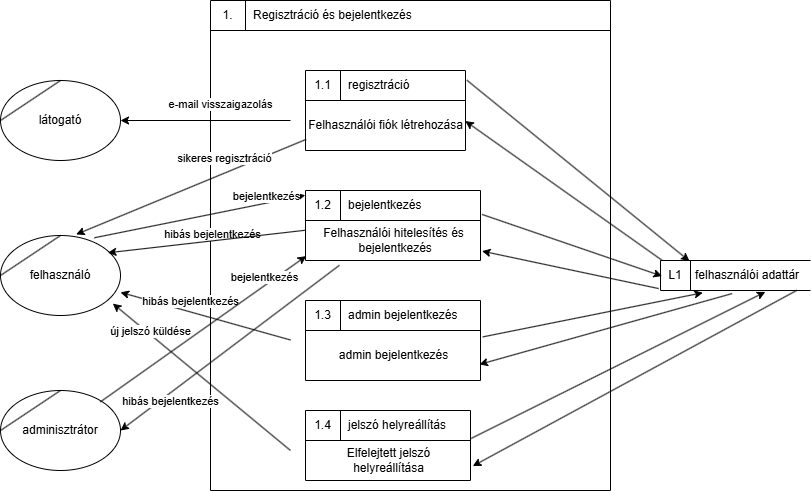 1. Regisztráció és bejelentkezés
1.1 regisztráció
Felhasználói fiók létrehozása
e-mail visszaigazolás
látogató
sikeres regisztráció
bejelentkezés
1.2 bejelentkezés
Felhasználói hitelesítés és
bejelentkezés
hibás bejelentkezés
felhasználó
bejelentkezés
L1 felhasználói adattár
hibás bejelentkezés
1.3 admin bejelentkezés
admin bejelentkezés
új jelszó küldése
hibás bejelentkezés
adminisztrátor
1.4 jelszó helyreállítás
Elfelejtett jelszó
helyreállítása